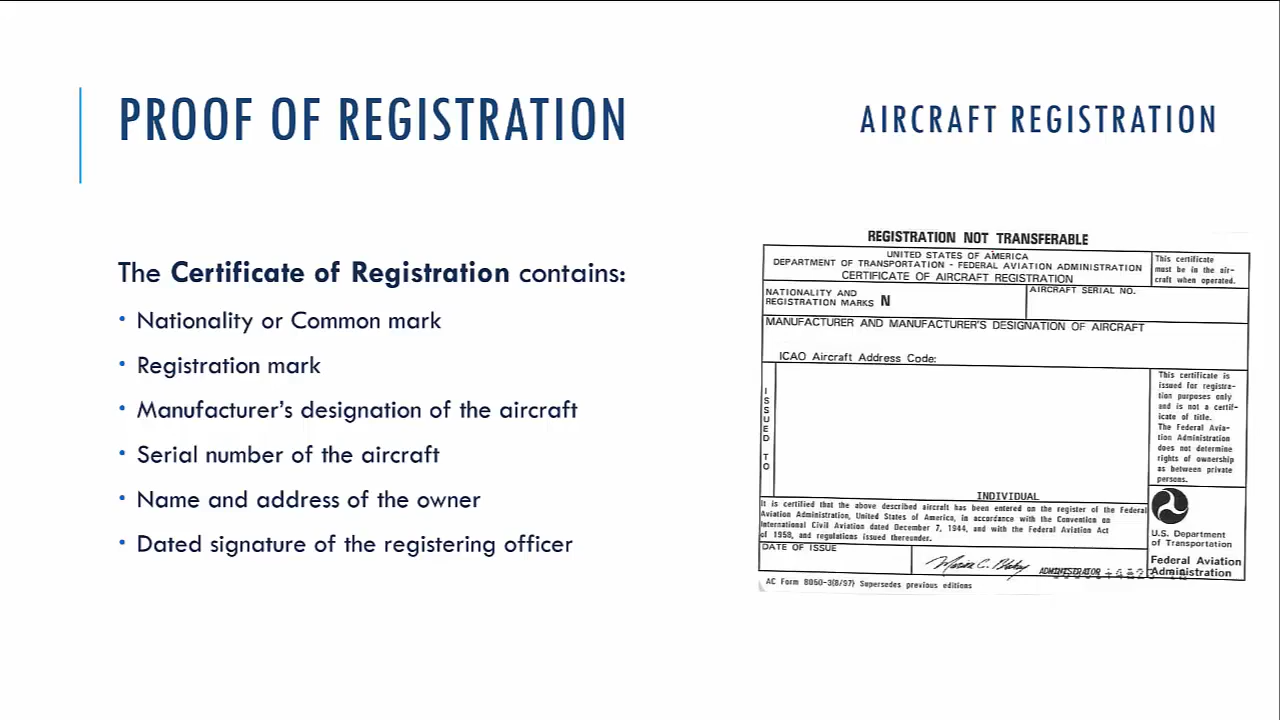 PROOF OF REGISTRATION
AIRCRAFT REGISTRATION
The Certificate of Registration contains:
• Nationality or Common mark
• Registration mark
• Manufacturer's designation of the aircraft
• Serial number of the aircraft
• Name and address of the owner
• Dated signature of the registering officer
REGISTRATION NOT TRANSFERABLE
UNITED STATES OF AMERICA
DEPARTMENT OF TRANSPORTATION - FEDERAL AVIATION ADMINISTRATION
CERTIFICATE OF AIRCRAFT REGISTRATION
This certificate
must be in the air-
craft when operated.
NATIONALITY AND
REGISTRATION MARKS N
AIRCRAFT SERIAL NO.
MANUFACTURER AND MANUFACTURER'S DESIGNATION OF AIRCRAFT
ICAO Aircraft Address Code:
ISSUED TO
INDIVIDUAL
This certificate is
issued for registra-
tion purposes only
and is not a certif-
icate of title.
The Federal Avia-
tion Administration
does not determine
rights of ownership
as between private
persons.
It is certified that the above described aircraft has been entered on the register of the Federal
Aviation Administration, United States of America, in accordance with the Convention on
International Civil Aviation dated December 7, 1944, and with the Federal Aviation Act
of 1958, and regulations issued thereunder.
U.S. Department
of Transportation
Federal Aviation
Administration
DATE OF ISSUE
ADMINISTRATOR
AC Form 8050-3(8/97) Supersedes previous editions